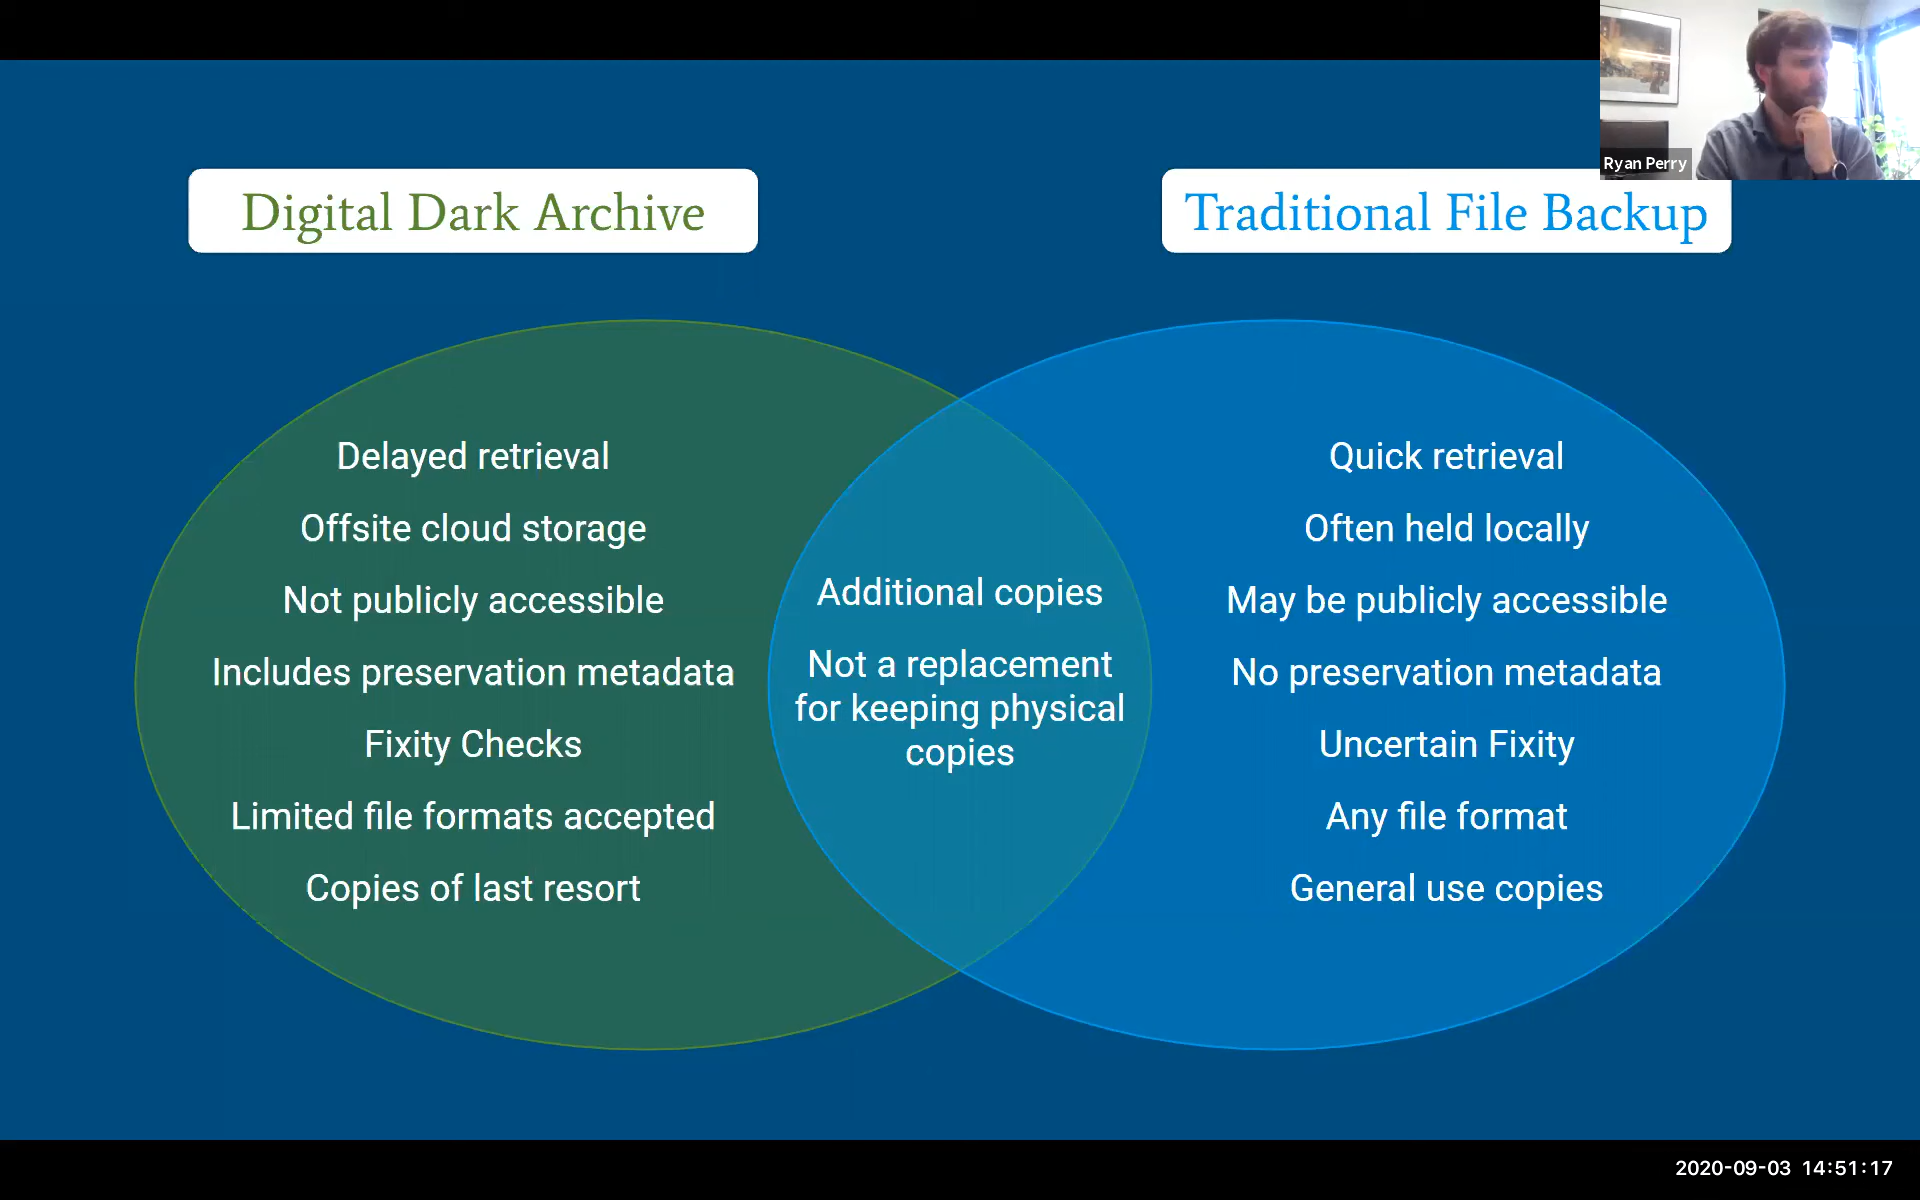 Ryan Perry
Digital Dark Archive
Traditional File Backup
Delayed retrieval
Offsite cloud storage
Not publicly accessible
Includes preservation metadata
Fixity Checks
Limited file formats accepted
Copies of last resort
Additional copies
Not a replacement
for keeping physical
copies
Quick retrieval
Often held locally
May be publicly accessible
No preservation metadata
Uncertain Fixity
Any file format
General use copies
2020-09-03 14:51:17